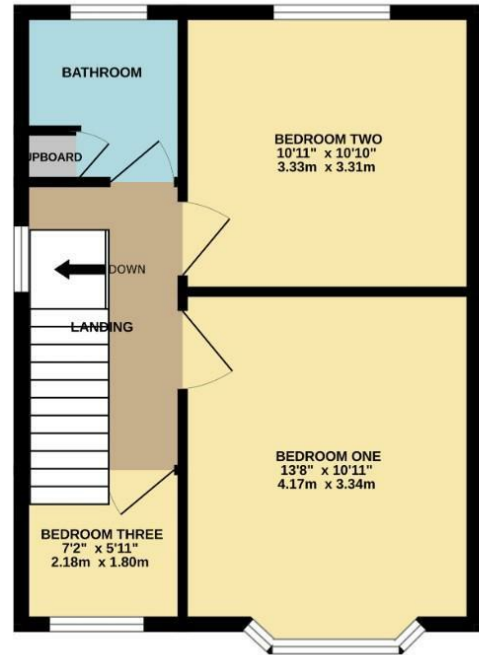 BATHROOM
UPBOARD
BEDROOM TWO
10'11" x 10'10"
3.33m x 3.31m
DOWN
LANDING
BEDROOM ONE
13'8" x 10'11"
4.17m x 3.34m
BEDROOM THREE
7'2" x 5'11"
2.18m x 1.80m